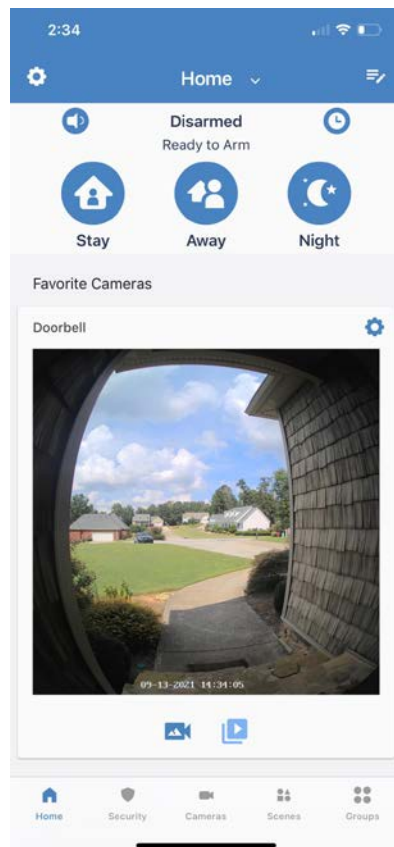 2:34
Home
Disarmed
Ready to Arm
Stay Away Night
Favorite Cameras
Doorbell
09-13-2021 14:34:05
Home Security Cameras Scenes Groups